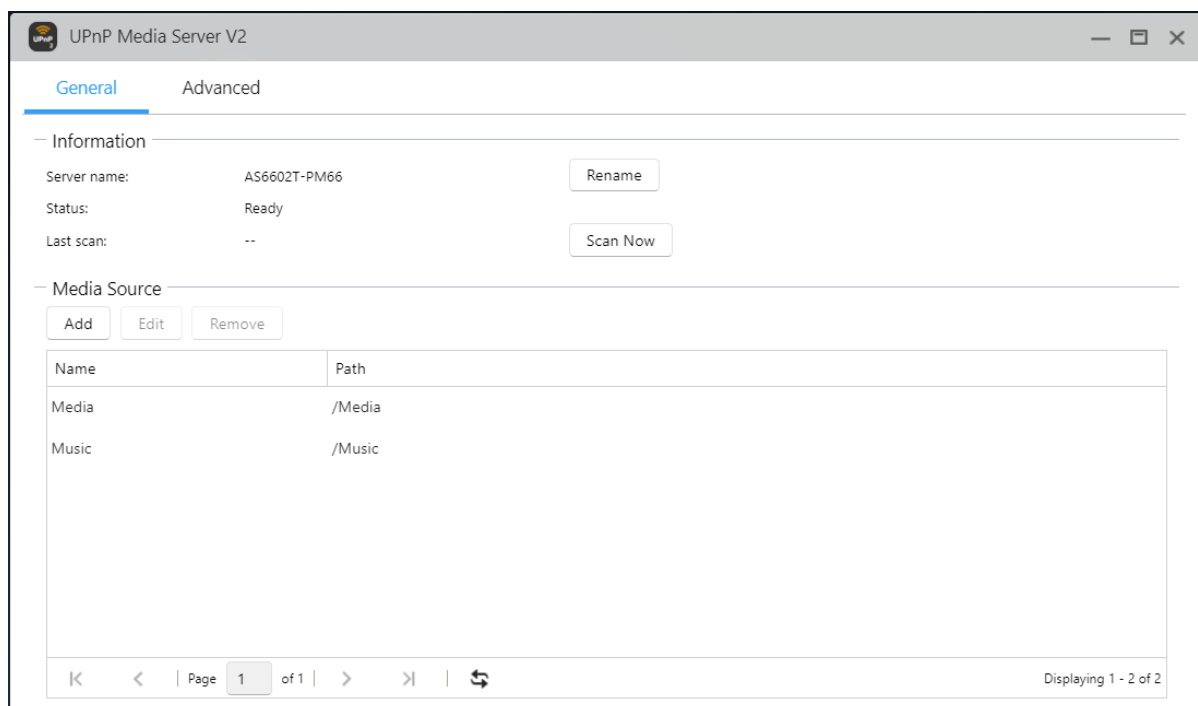 UPnP 2 UPnP Media Server V2
General Advanced
Information
Server name: AS6602T-PM66 Rename
Status: Ready
Last scan: -- Scan Now
Media Source
Add Edit Remove
Name Path
Media /Media
Music /Music
Page 1 of 1 Displaying 1 - 2 of 2